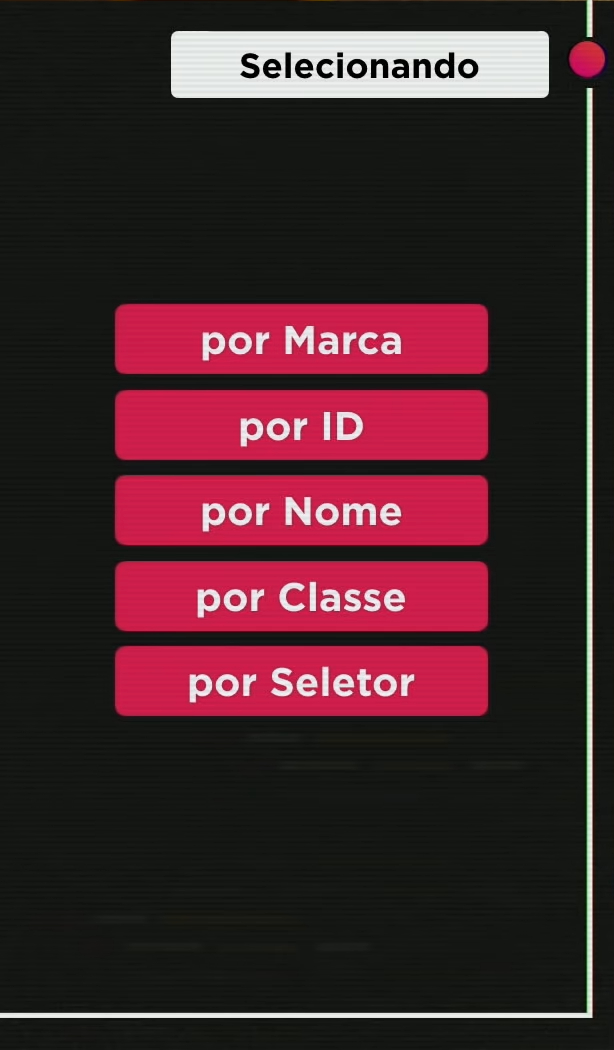 Selecionando
por Marca
por ID
por Nome
por Classe
por Seletor